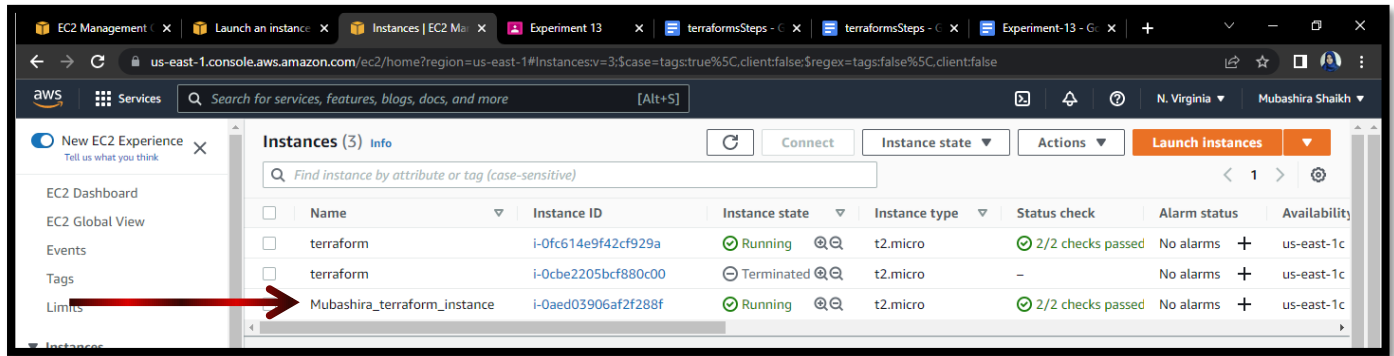 EC2 Management C
Launch an instance
Instances | EC2 Man
Experiment 13
terraformsSteps - G
terraformsSteps - G
Experiment-13 - Go
us-east-1.console.aws.amazon.com/ec2/home?region=us-east-1#Instances:v=3;$case=tags:true%5C,client:false;$regex=tags:false%5C,client:false
aws Services Search for services, features, blogs, docs, and more [Alt+S] N. Virginia ▼ Mubashira Shaikh ▼
New EC2 Experience
Tell us what you think
EC2 Dashboard
EC2 Global View
Events
Tags
Limits
Instances
Instances (3) Info Connect Instance state ▼ Actions ▼ Launch instances ▼
Find instance by attribute or tag (case-sensitive) < 1 >
Name Instance ID Instance state Instance type Status check Alarm status Availability
terraform i-0fc614e9f42cf929a Running t2.micro 2/2 checks passed No alarms + us-east-1c
terraform i-0cbe2205bcf880c00 Terminated t2.micro – No alarms + us-east-1c
Mubashira_terraform_instance i-0aed03906af2f288f Running t2.micro 2/2 checks passed No alarms + us-east-1c